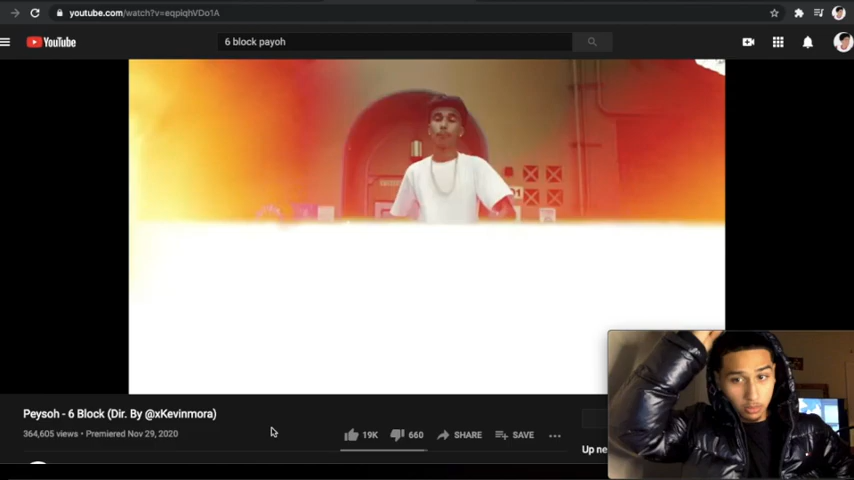 youtube.com/watch?v=eqpiqhVDo1A
YouTube
6 block payoh
Peysoh - 6 Block (Dir. By @xKevinmora)
364,605 views • Premiered Nov 29, 2020
19K
660
SHARE
SAVE
Up ne